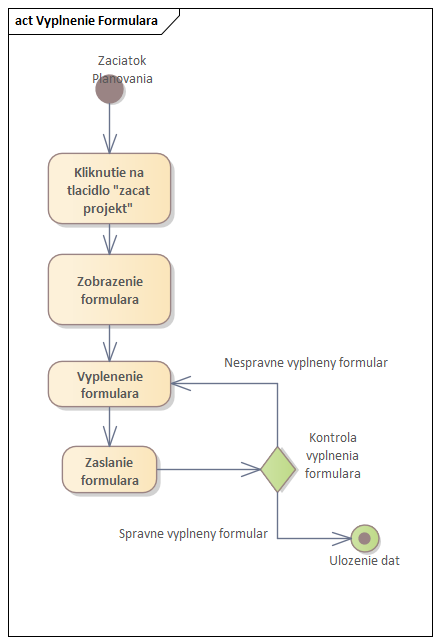 act Vyplnenie Formulara
Zaciatok
Planovania
Kliknutie na
tlacidlo "zacat
projekt"
Zobrazenie
formulara
Nespravne vyplneny formular
Vyplenenie
formulara
Kontrola
vyplnenia
formulara
Zaslanie
formulara
Spravne vyplneny formular
Ulozenie dat